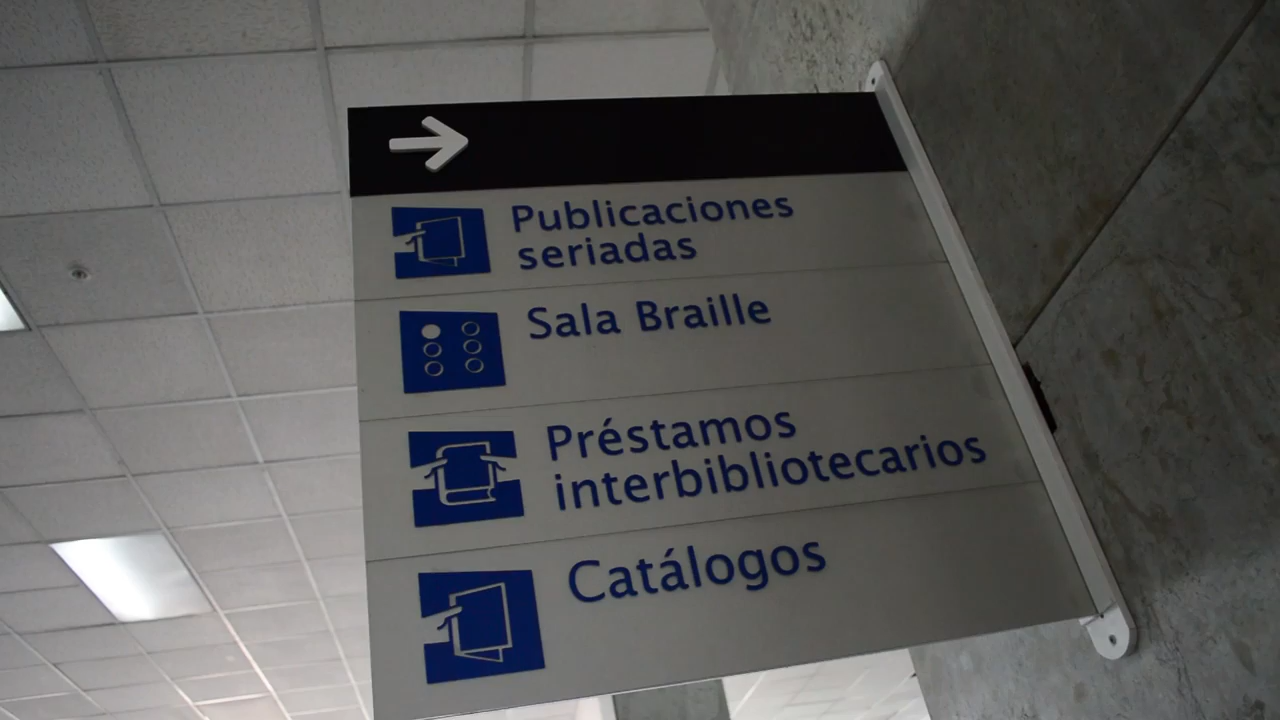 Publicaciones
seriadas
Sala Braille
Préstamos
interbibliotecarios
Catálogos